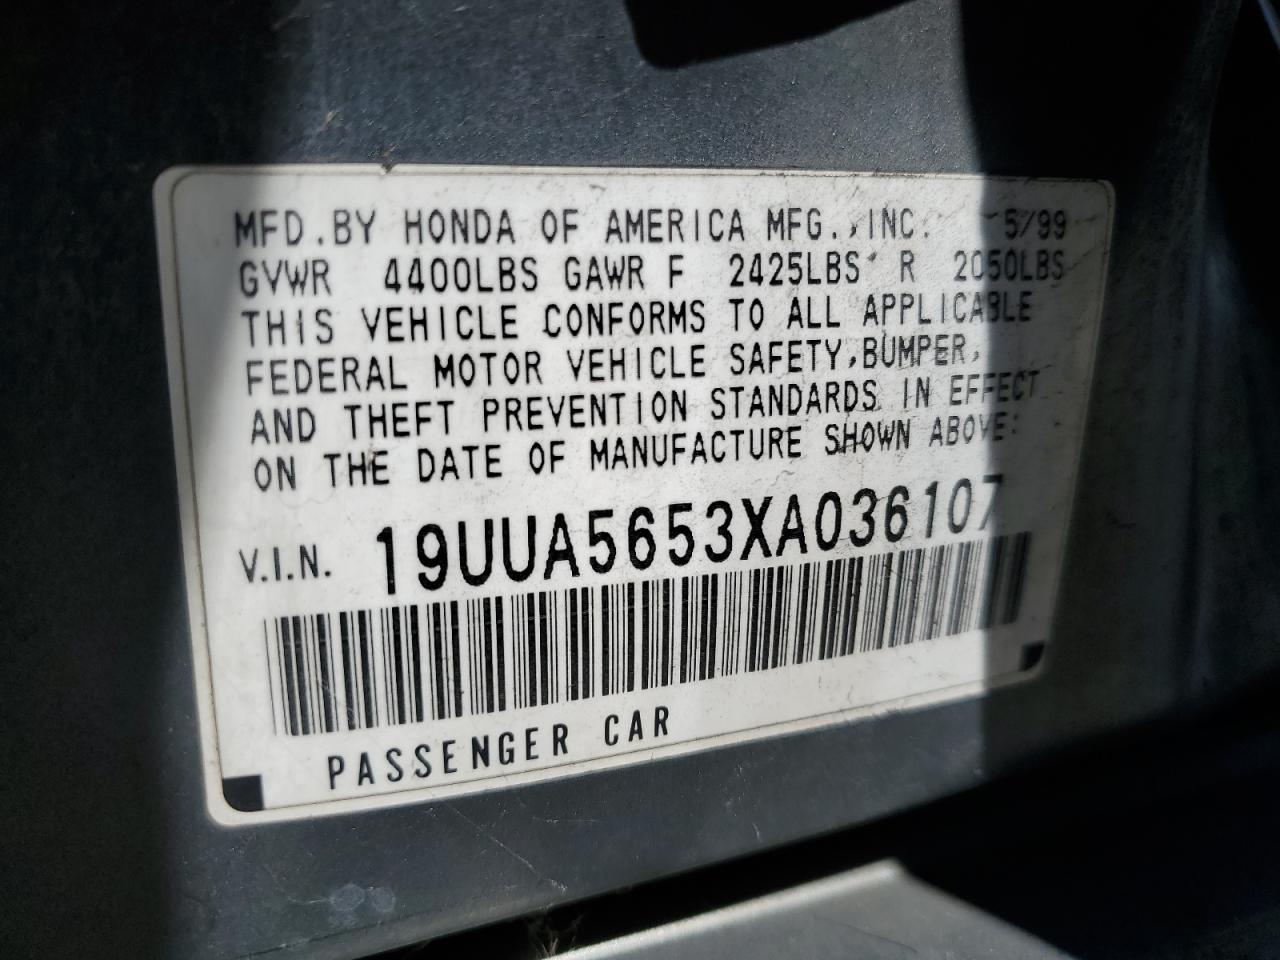 MFD.BY HONDA OF AMERICA MFG.,INC. 5/99
GVWR 4400LBS GAWR F 2425LBS R 2050LBS
THIS VEHICLE CONFORMS TO ALL APPLICABLE
FEDERAL MOTOR VEHICLE SAFETY,BUMPER,
AND THEFT PREVENTION STANDARDS IN EFFECT
ON THE DATE OF MANUFACTURE SHOWN ABOVE.
V.I.N. 19UUA5653XA036107
PASSENGER CAR